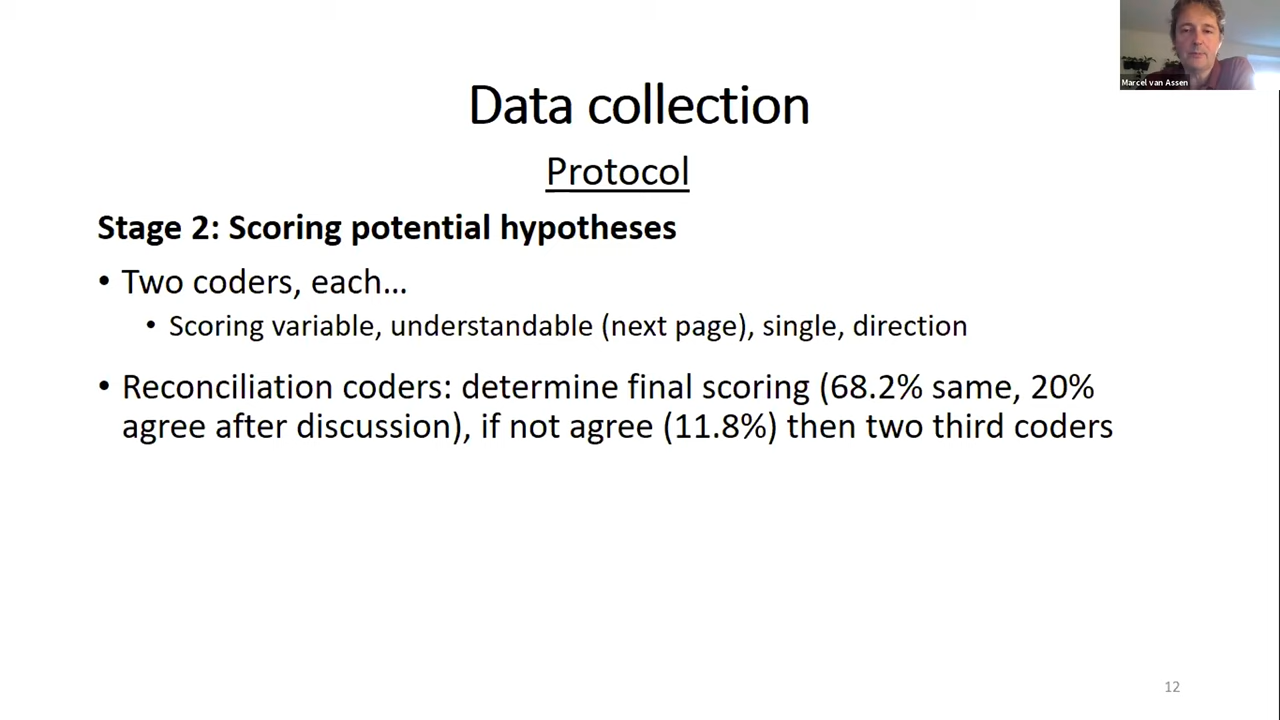 Marcel van Assen
Data collection
Protocol
Stage 2: Scoring potential hypotheses
• Two coders, each…
• Scoring variable, understandable (next page), single, direction
• Reconciliation coders: determine final scoring (68.2% same, 20%
agree after discussion), if not agree (11.8%) then two third coders
12